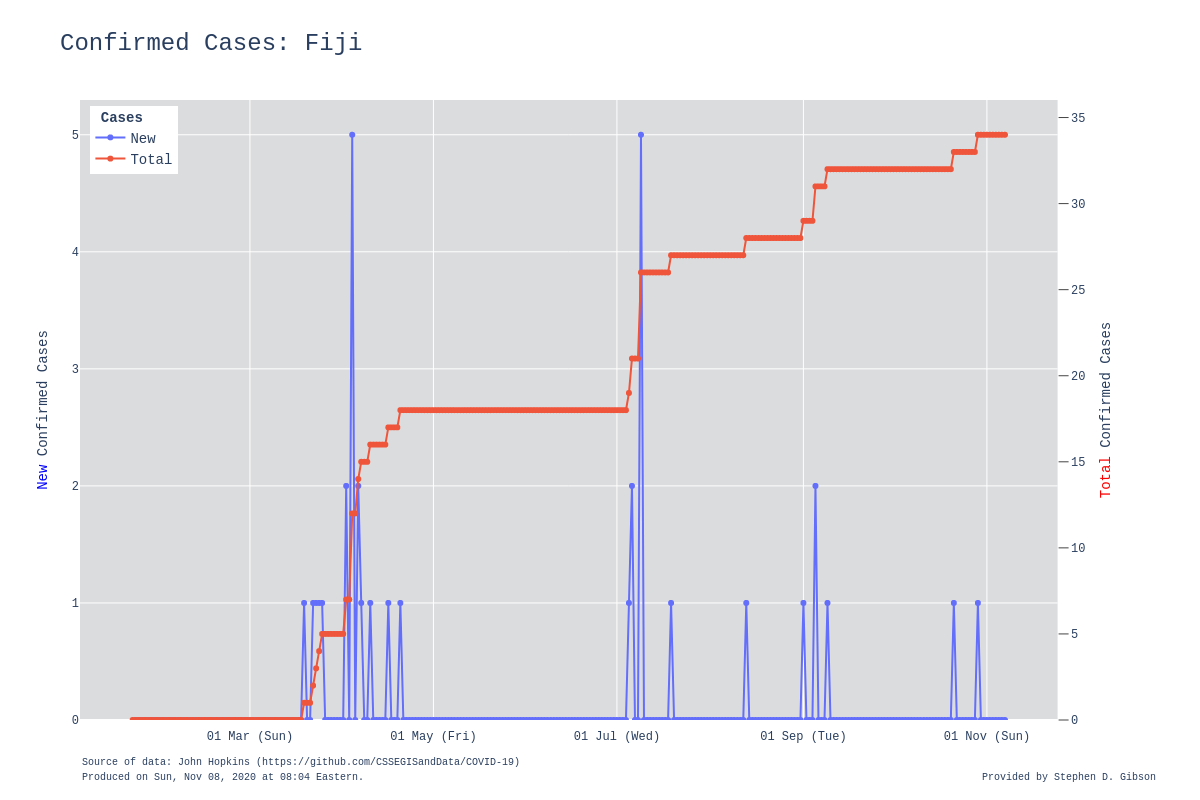 Confirmed Cases: Fiji
Cases
New
Total
5
4
3
2
1
0
New Confirmed Cases
35
30
25
20
15
10
5
0
Total Confirmed Cases
01 Mar (Sun)
01 May (Fri)
01 Jul (Wed)
01 Sep (Tue)
01 Nov (Sun)
Source of data: John Hopkins (https://github.com/CSSEGISandData/COVID-19)
Produced on Sun, Nov 08, 2020 at 08:04 Eastern.
Provided by Stephen D. Gibson